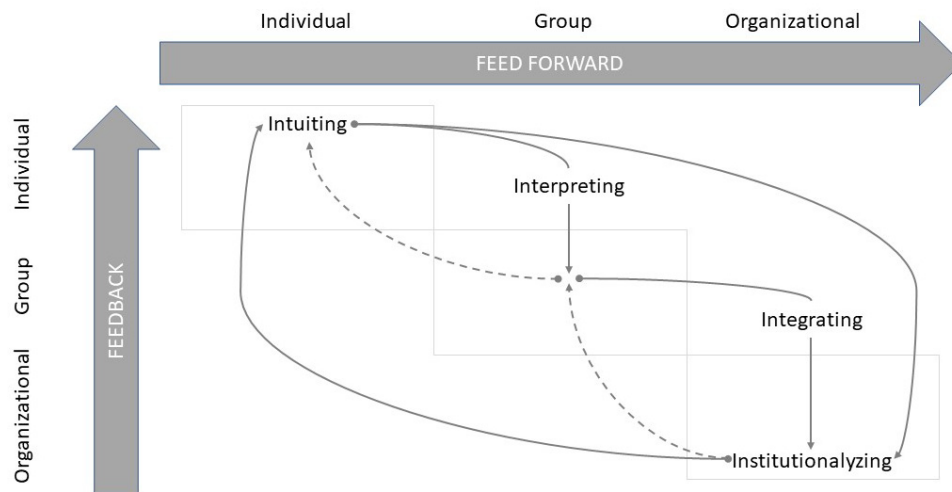 Individual
Group
Organizational
FEED FORWARD
Individual
Group
Organizational
FEEDBACK
Intuiting
Interpreting
Integrating
Institutionalyzing